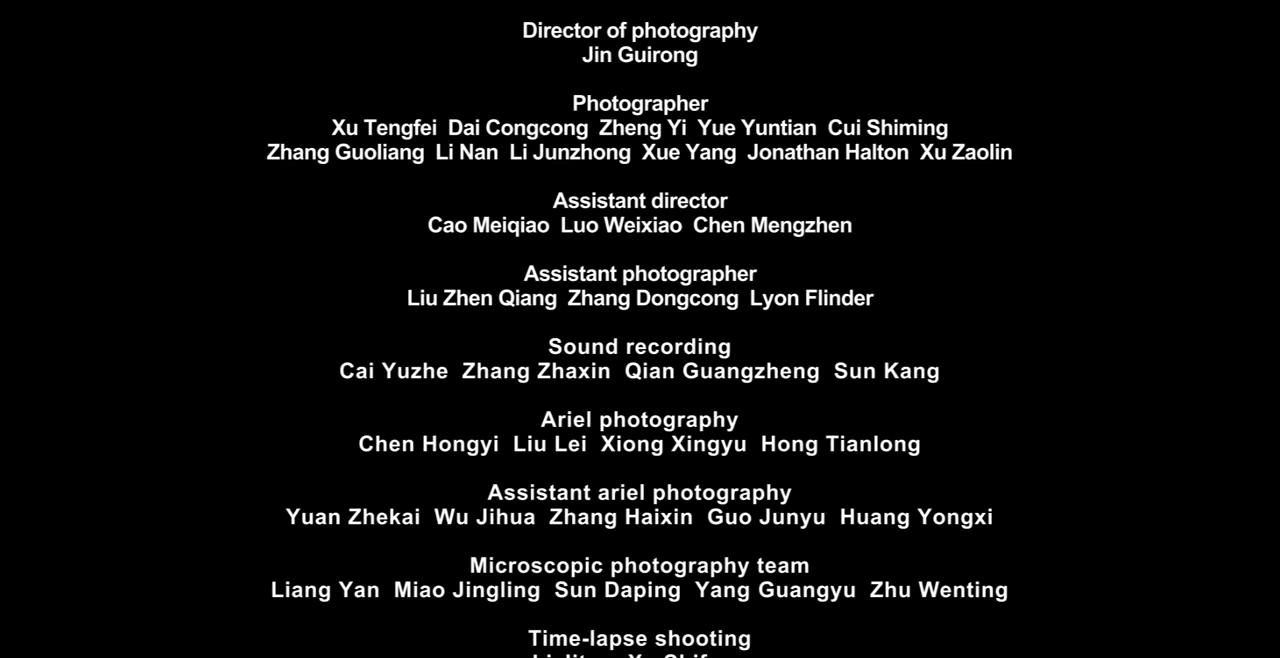 Director of photography
Jin Guirong
Photographer
Xu Tengfei Dai Congcong Zheng Yi Yue Yuntian Cui Shiming
Zhang Guoliang Li Nan Li Junzhong Xue Yang Jonathan Halton Xu Zaolin
Assistant director
Cao Meiqiao Luo Weixiao Chen Mengzhen
Assistant photographer
Liu Zhen Qiang Zhang Dongcong Lyon Flinder
Sound recording
Cai Yuzhe Zhang Zhaxin Qian Guangzheng Sun Kang
Ariel photography
Chen Hongyi Liu Lei Xiong Xingyu Hong Tianlong
Assistant ariel photography
Yuan Zhekai Wu Jihua Zhang Haixin Guo Junyu Huang Yongxi
Microscopic photography team
Liang Yan Miao Jingling Sun Daping Yang Guangyu Zhu Wenting
Time-lapse shooting